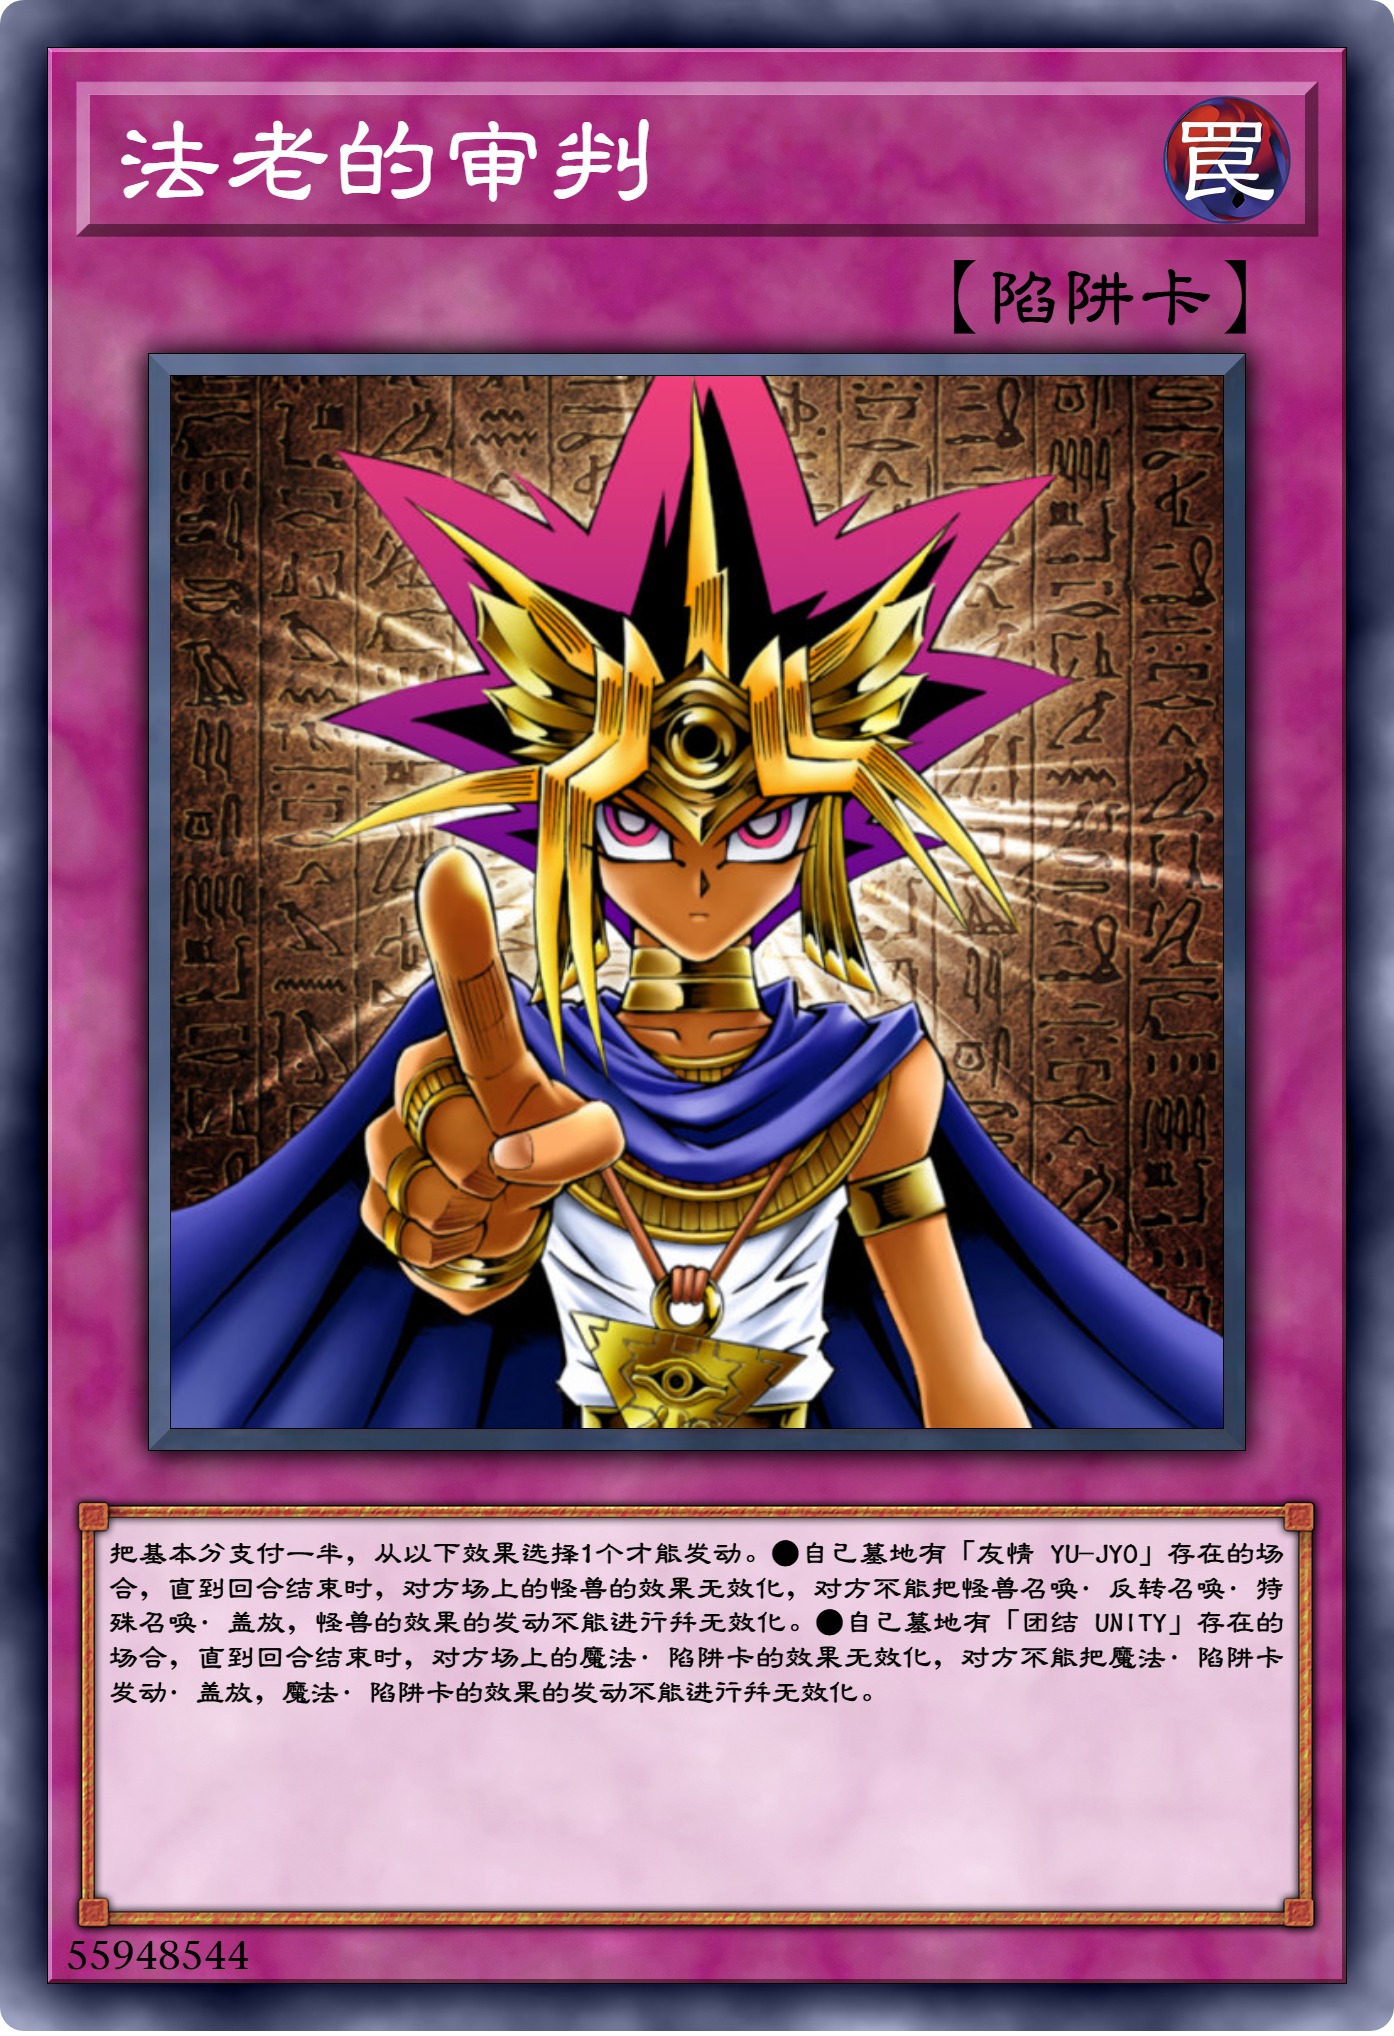 法老的审判
罠
【陷阱卡】
把基本分支付一半，从以下效果选择1个才能发动。●自己墓地有「友情 YU-JYO」存在的场
合，直到回合结束时，对方场上的怪兽的效果无效化，对方不能把怪兽召唤·反转召唤·特
殊召唤·盖放，怪兽的效果的发动不能进行并无效化。●自己墓地有「团结 UNITY」存在的
场合，直到回合结束时，对方场上的魔法·陷阱卡的效果无效化，对方不能把魔法·陷阱卡
发动·盖放，魔法·陷阱卡的效果的发动不能进行并无效化。
55948544